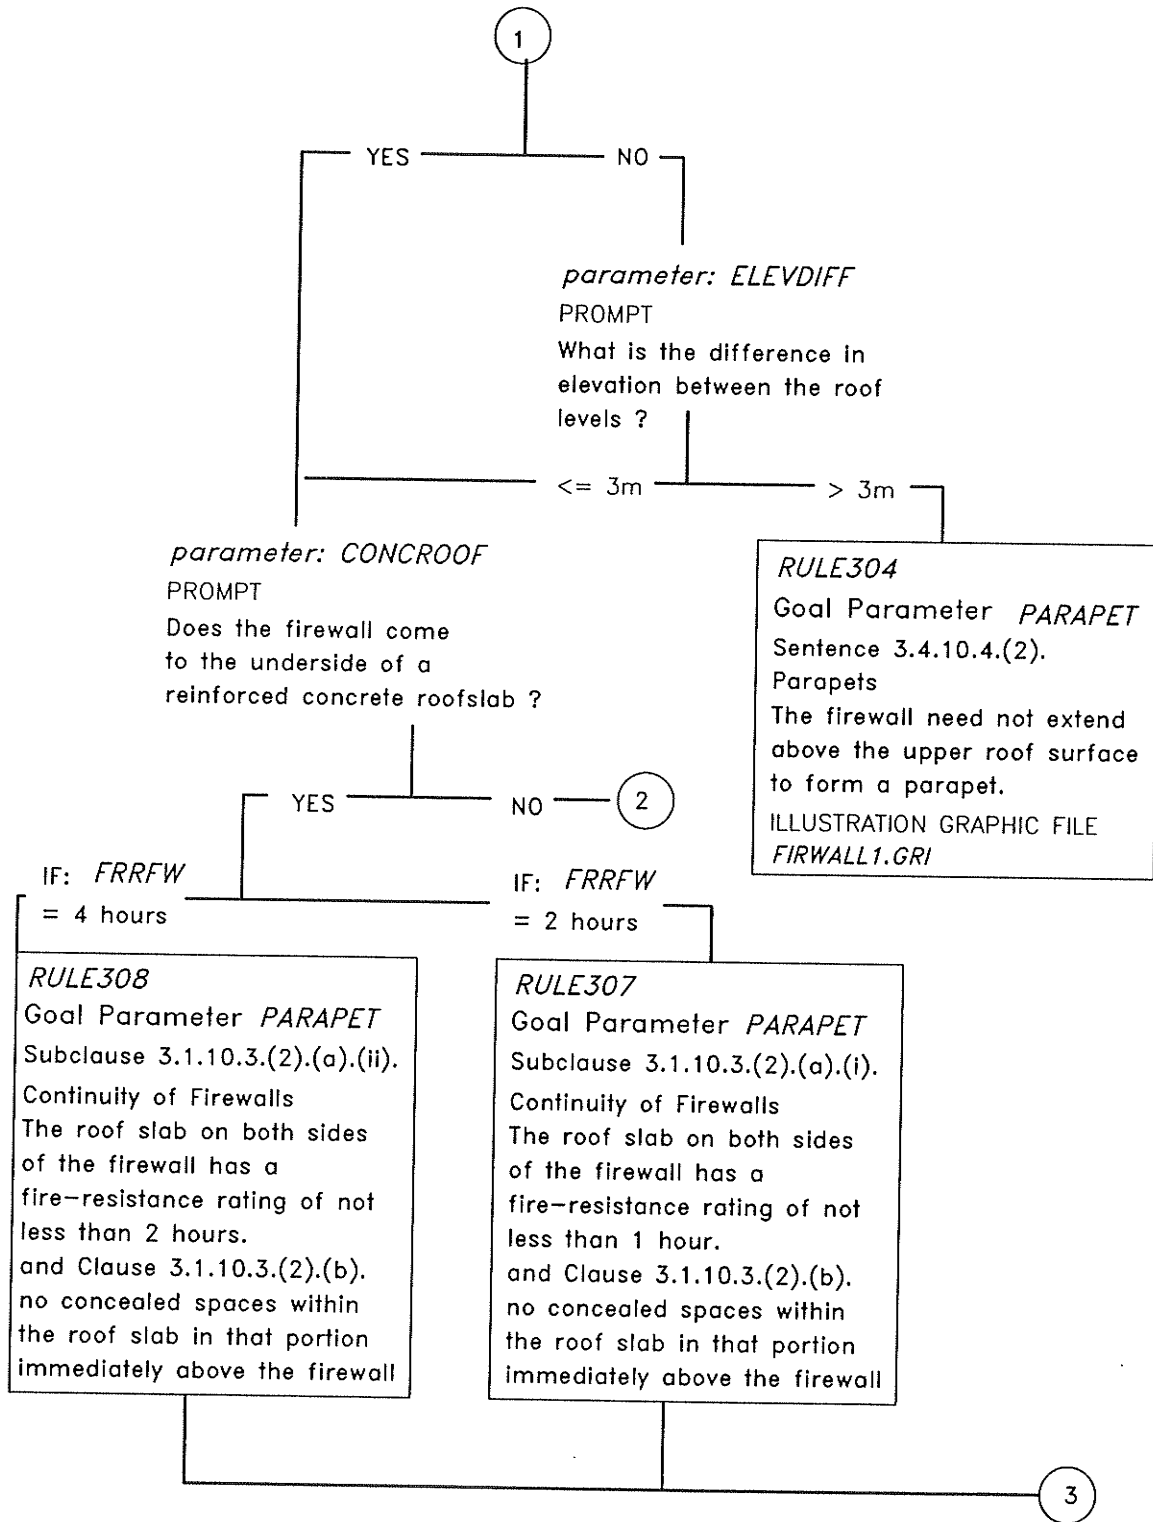 1
YES
NO
parameter: ELEVDIFF
PROMPT
What is the difference in
elevation between the roof
levels ?
<= 3m
> 3m
parameter: CONCROOF
PROMPT
Does the firewall come
to the underside of a
reinforced concrete roofslab ?
RULE304
Goal Parameter PARAPET
Sentence 3.4.10.4.(2).
Parapets
The firewall need not extend
above the upper roof surface
to form a parapet.
ILLUSTRATION GRAPHIC FILE
FIRWALL1.GRI
YES
NO
2
IF: FRRFW
= 4 hours
IF: FRRFW
= 2 hours
RULE308
Goal Parameter PARAPET
Subclause 3.1.10.3.(2).(a).(ii).
Continuity of Firewalls
The roof slab on both sides
of the firewall has a
fire-resistance rating of not
less than 2 hours.
and Clause 3.1.10.3.(2).(b).
no concealed spaces within
the roof slab in that portion
immediately above the firewall
RULE307
Goal Parameter PARAPET
Subclause 3.1.10.3.(2).(a).(i).
Continuity of Firewalls
The roof slab on both sides
of the firewall has a
fire-resistance rating of not
less than 1 hour.
and Clause 3.1.10.3.(2).(b).
no concealed spaces within
the roof slab in that portion
immediately above the firewall
3